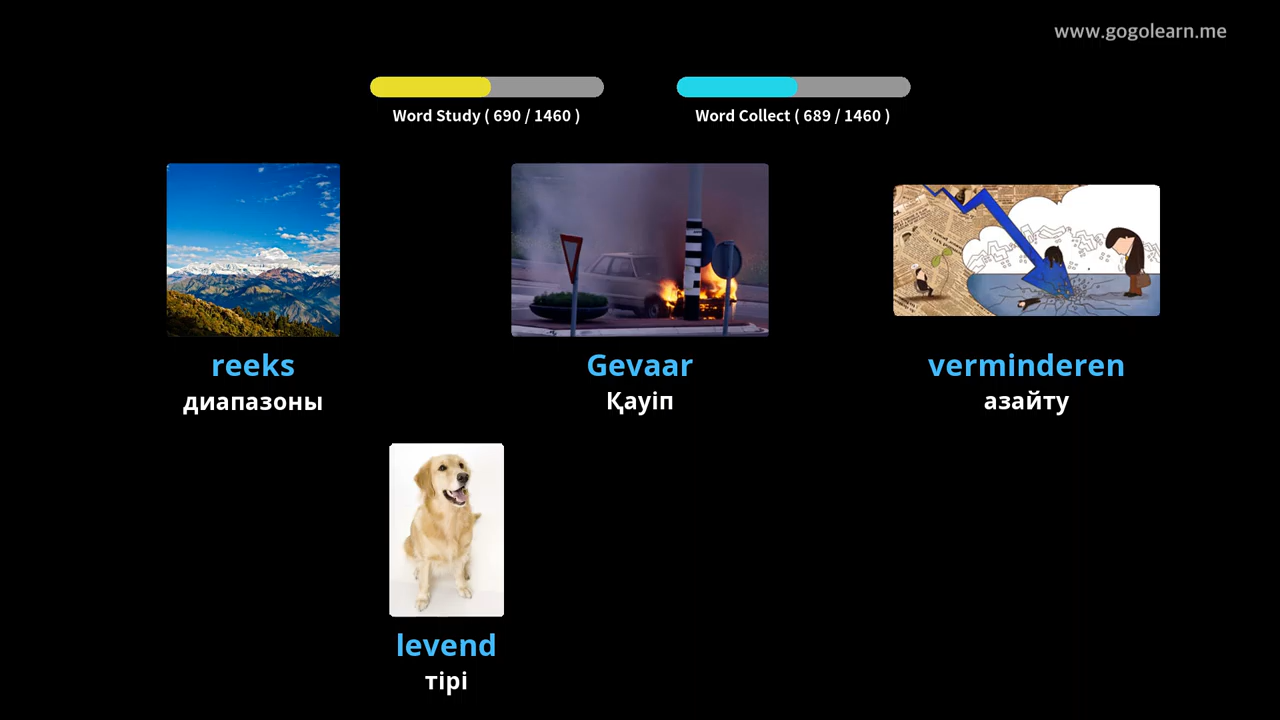 www.gogolearn.me
Word Study ( 690 / 1460 )
Word Collect ( 689 / 1460 )
reeks
диапазоны
Gevaar
Қауіп
verminderen
азайту
levend
тірі